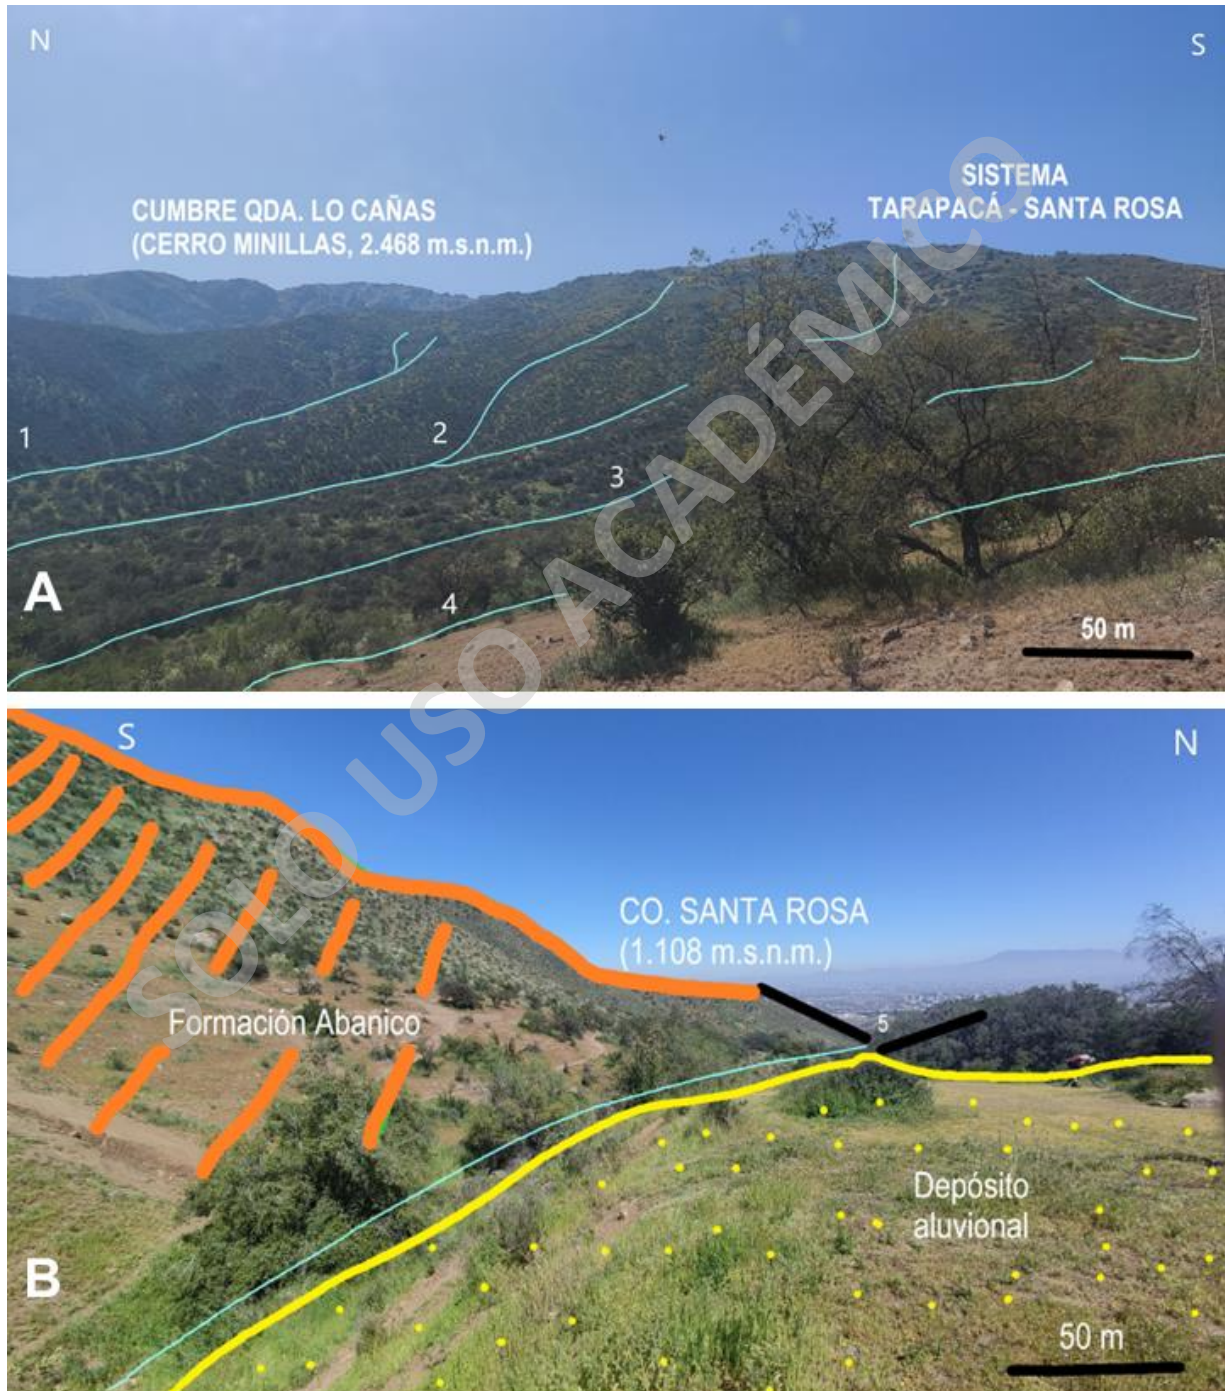 N
S
SISTEMA
TARAPACÁ - SANTA ROSA
CUMBRE QDA. LO CAÑAS
(CERRO MINILLAS, 2.468 m.s.n.m.)
1
2
3
4
A
50 m
SOLO USO ACADÉMICO
S
N
CO. SANTA ROSA
(1.108 m.s.n.m.)
5
Formación Abanico
Depósito
aluvional
B
50 m